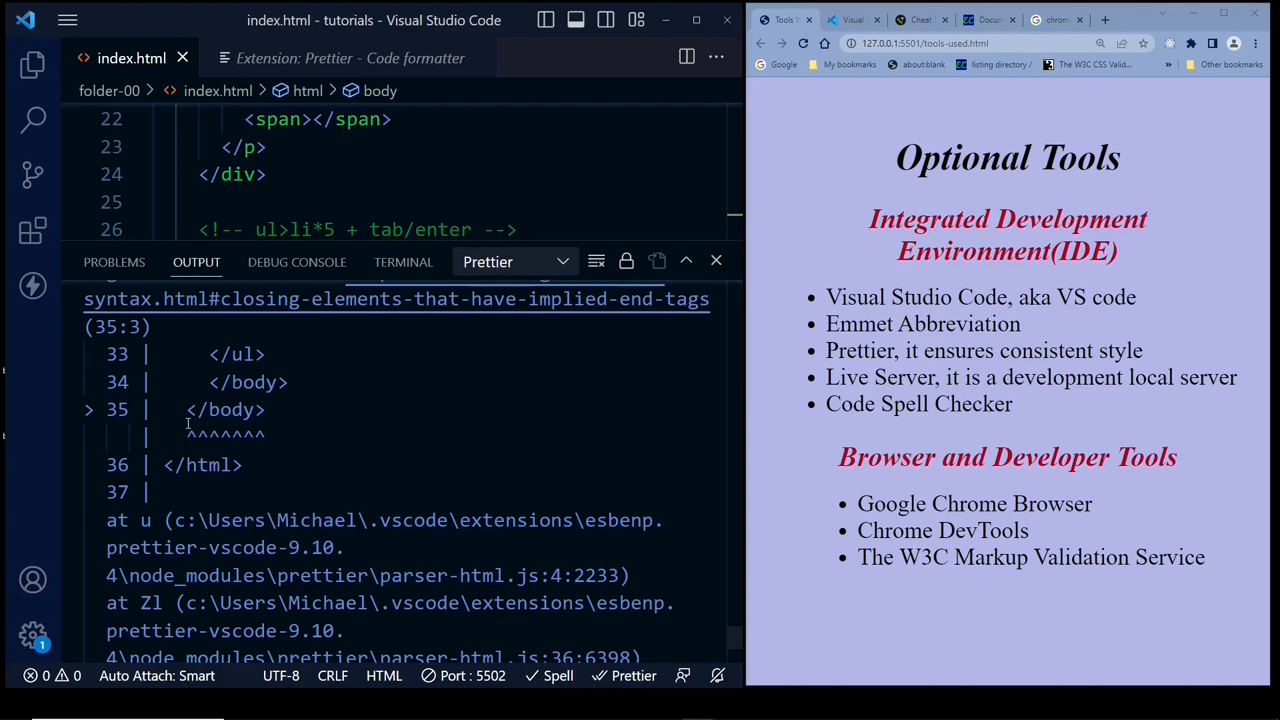 index.html - tutorials - Visual Studio Code
index.html
Extension: Prettier - Code formatter
folder-00 > index.html > html > body
22 <span></span>
23 </p>
24 </div>
25
26 <!-- ul>li*5 + tab/enter -->
PROBLEMS OUTPUT DEBUG CONSOLE TERMINAL Prettier
syntax.html#closing-elements-that-have-implied-end-tags
(35:3)
33 | </ul>
34 | </body>
> 35 | </body>
| ^^^^^^^
36 | </html>
37 |
at u (c:\Users\Michael\.vscode\extensions\esbenp.
prettier-vscode-9.10.
4\node_modules\prettier\parser-html.js:4:2233)
at Zl (c:\Users\Michael\.vscode\extensions\esbenp.
prettier-vscode-9.10.
4\node_modules\prettier\parser-html.js:36:6398)
1
0 0 Auto Attach: Smart UTF-8 CRLF HTML Port : 5502 Spell Prettier
Tools Visual Cheat Docu chrom
127.0.0.1:5501/tools-used.html
Google My bookmarks about:blank listing directory / The W3C CSS Valid... » Other bookmarks
Optional Tools
Integrated Development
Environment(IDE)
Visual Studio Code, aka VS code
Emmet Abbreviation
Prettier, it ensures consistent style
Live Server, it is a development local server
Code Spell Checker
Browser and Developer Tools
Google Chrome Browser
Chrome DevTools
The W3C Markup Validation Service